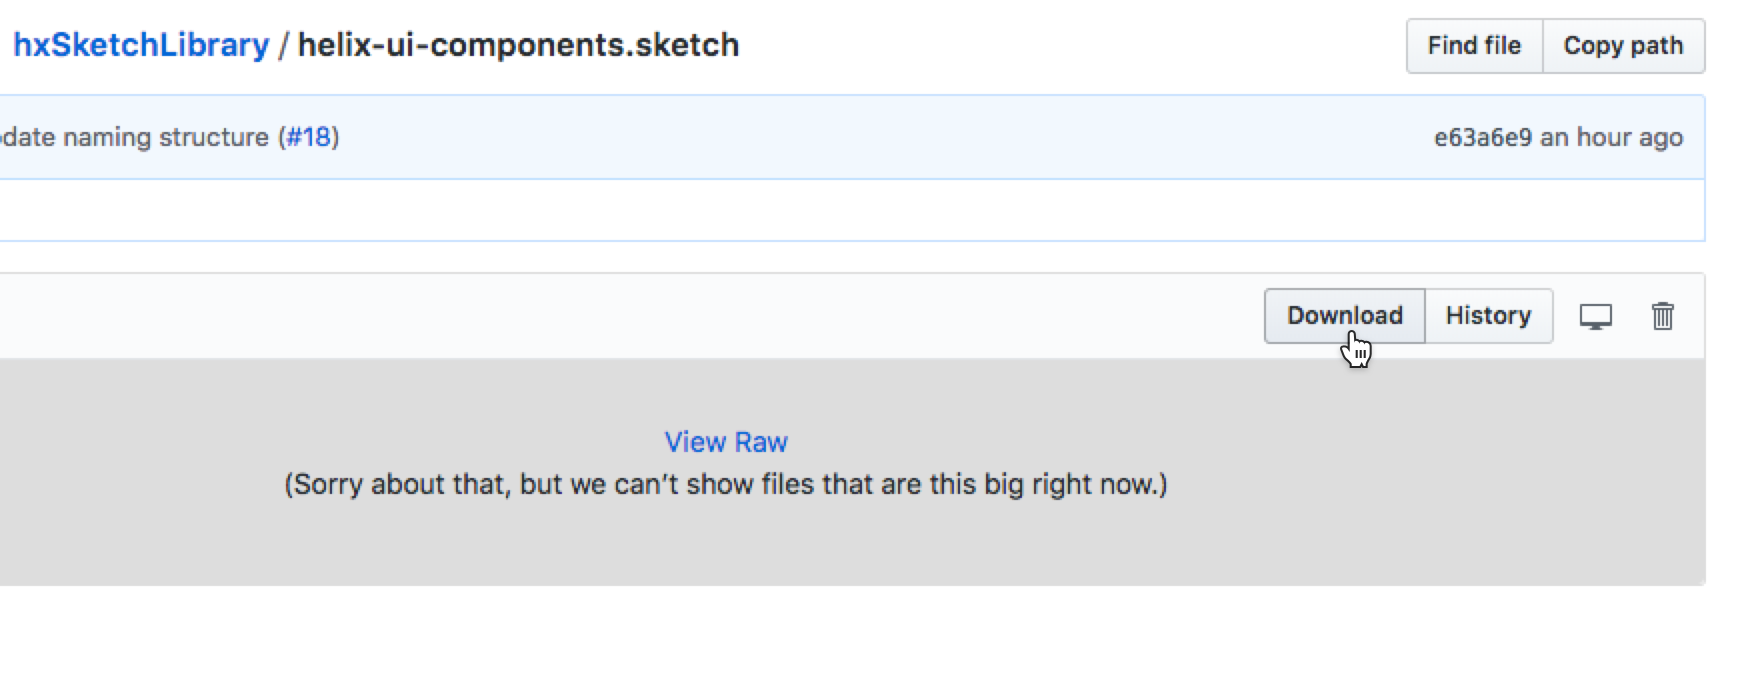 hxSketchLibrary / helix-ui-components.sketch
Find file
Copy path
date naming structure (#18)
e63a6e9 an hour ago
Download
History
View Raw
(Sorry about that, but we can’t show files that are this big right now.)